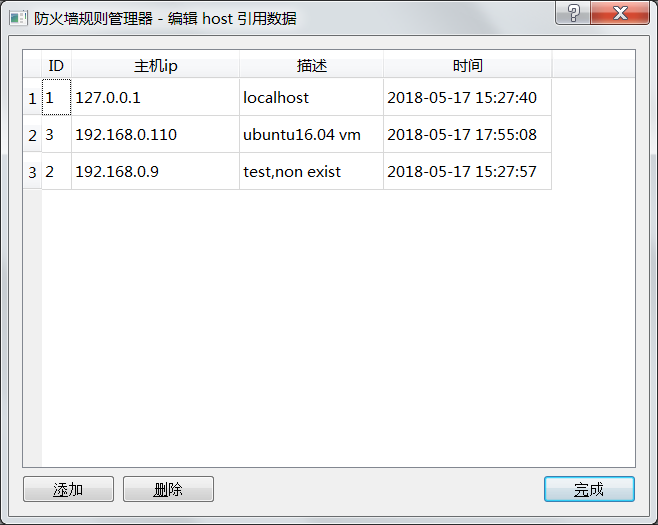 防火墙规则管理器 - 编辑 host 引用数据
ID 主机ip 描述 时间
1 1 127.0.0.1 localhost 2018-05-17 15:27:40
2 3 192.168.0.110 ubuntu16.04 vm 2018-05-17 17:55:08
3 2 192.168.0.9 test,non exist 2018-05-17 15:27:57
添加 删除 完成